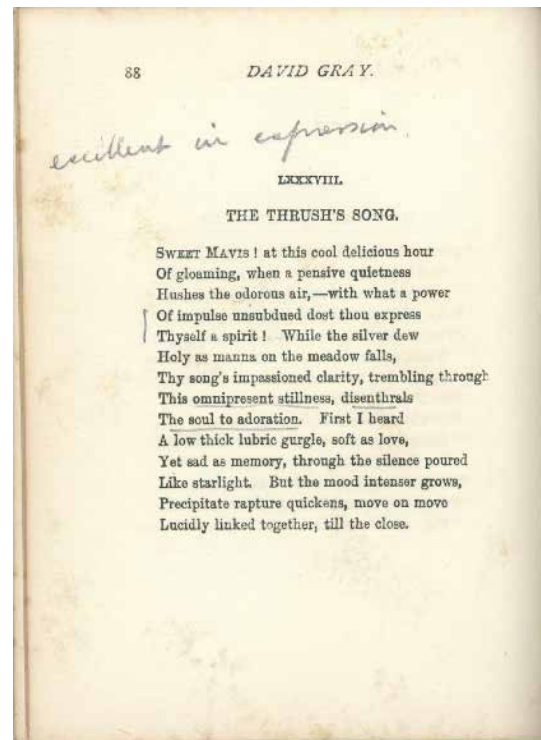 88
DAVID GRAY.
excellent in expression.
LXXXVIII.
THE THRUSH'S SONG.
SWEET MAVIS ! at this cool delicious hour
Of gloaming, when a pensive quietness
Hushes the odorous air,—with what a power
Of impulse unsubdued dost thou express
Thyself a spirit ! While the silver dew
Holy as manna on the meadow falls,
Thy song's impassioned clarity, trembling through
This omnipresent stillness, disenthrals
The soul to adoration. First I heard
A low thick lubric gurgle, soft as love,
Yet sad as memory, through the silence poured
Like starlight. But the mood intenser grows,
Precipitate rapture quickens, move on move
Lucidly linked together, till the close.